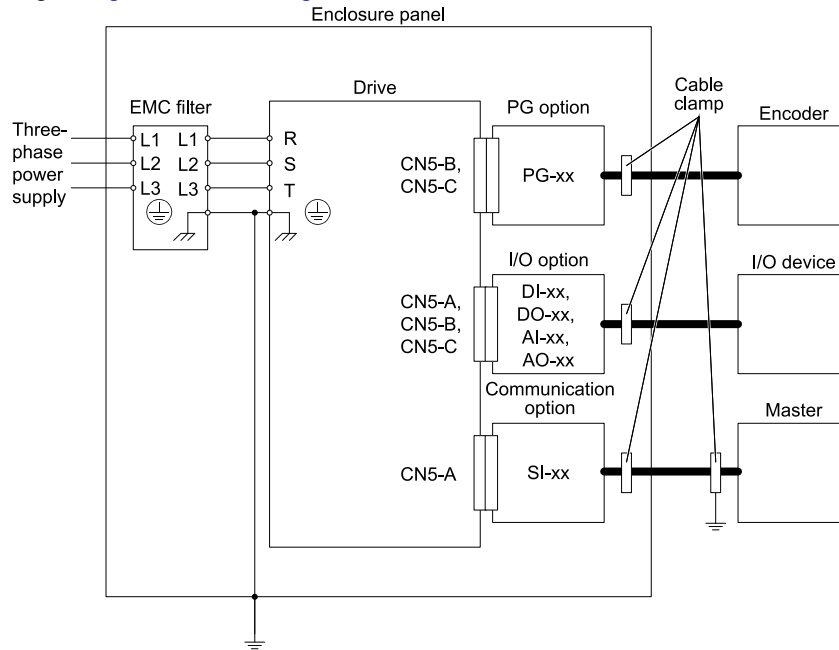 Enclosure panel
Drive
EMC filter
Three-
phase
power
supply
L1 L1
L2 L2
L3 L3
R
S
T
PG option
CN5-B,
CN5-C
PG-xx
Cable
clamp
Encoder
I/O option
CN5-A,
CN5-B,
CN5-C
DI-xx,
DO-xx,
AI-xx,
AO-xx
I/O device
Communication
option
CN5-A
SI-xx
Master